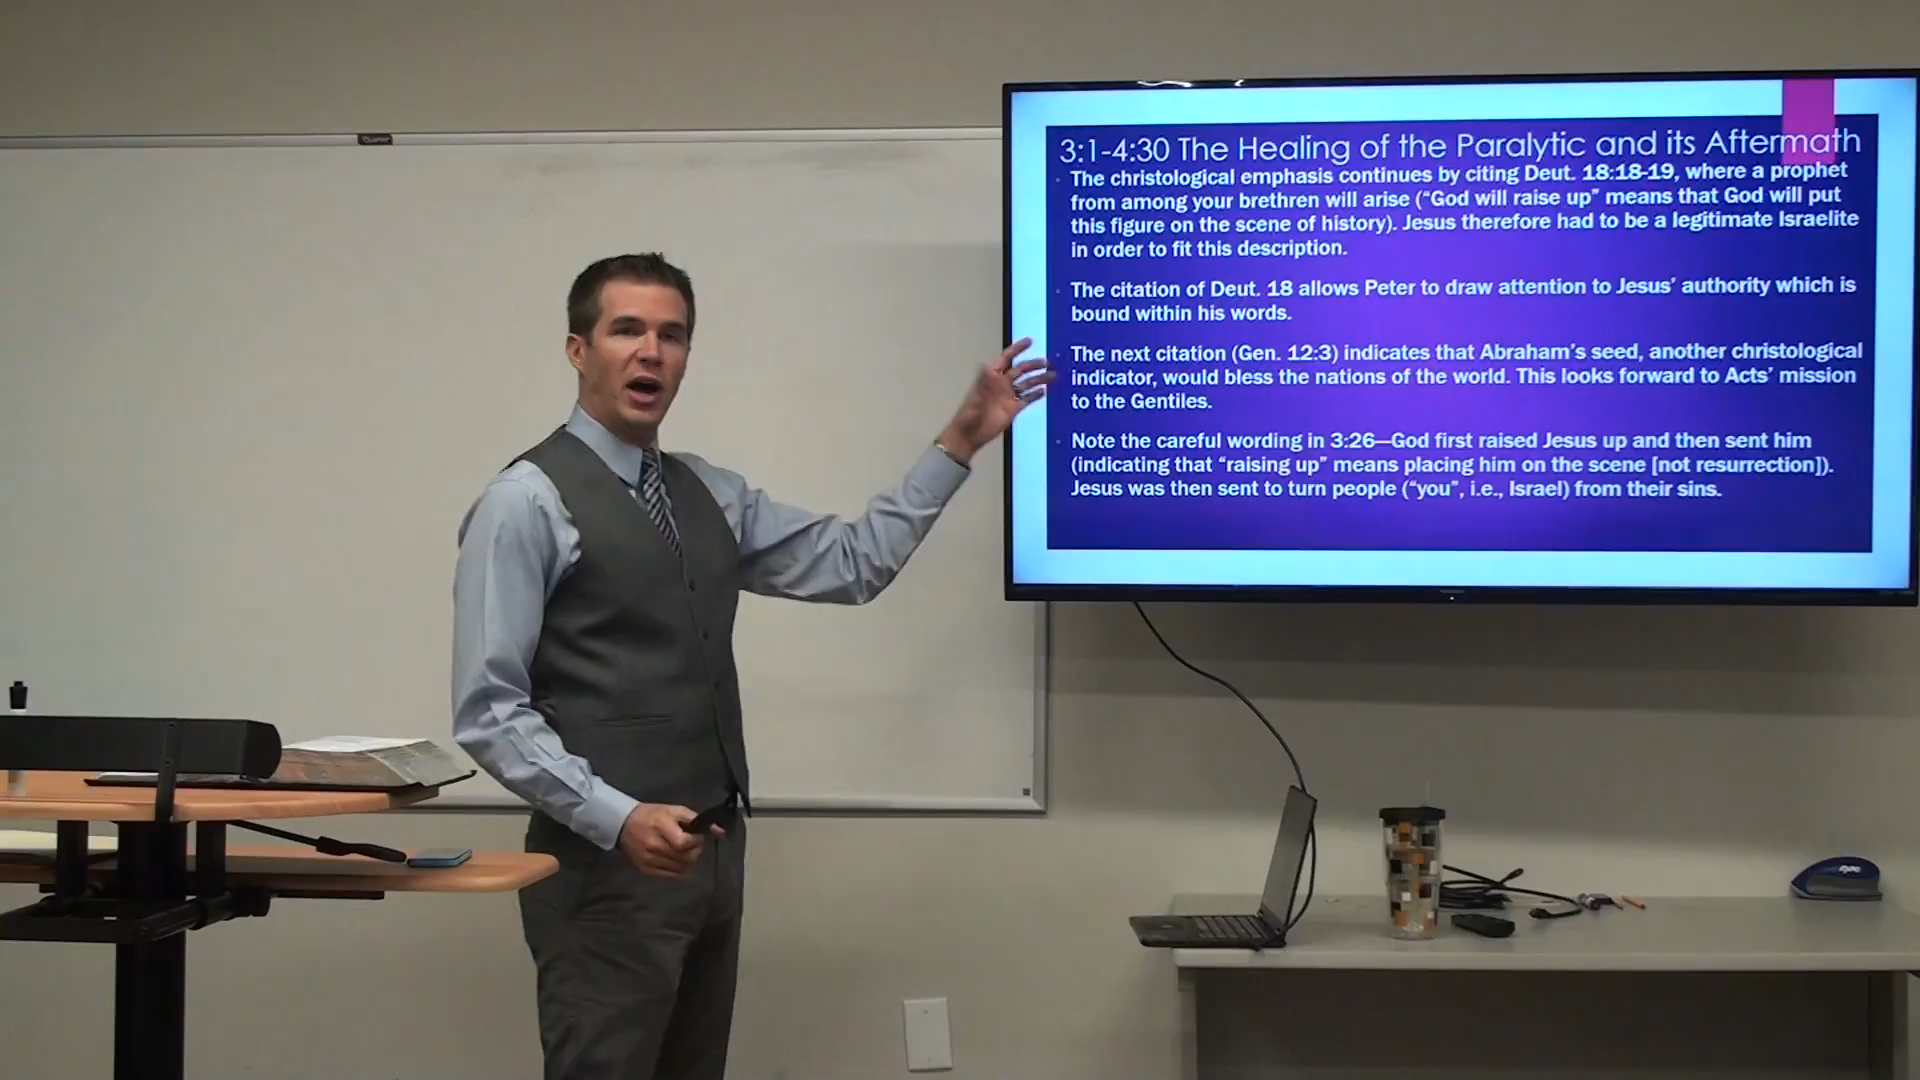 3:1-4:30 The Healing of the Paralytic and its Aftermath
The christological emphasis continues by citing Deut. 18:18-19, where a prophet
from among your brethren will arise (“God will raise up” means that God will put
this figure on the scene of history). Jesus therefore had to be a legitimate Israelite
in order to fit this description.
The citation of Deut. 18 allows Peter to draw attention to Jesus’ authority which is
bound within his words.
The next citation (Gen. 12:3) indicates that Abraham’s seed, another christological
indicator, would bless the nations of the world. This looks forward to Acts’ mission
to the Gentiles.
Note the careful wording in 3:26—God first raised Jesus up and then sent him
(indicating that “raising up” means placing him on the scene [not resurrection]).
Jesus was then sent to turn people (“you”, i.e., Israel) from their sins.